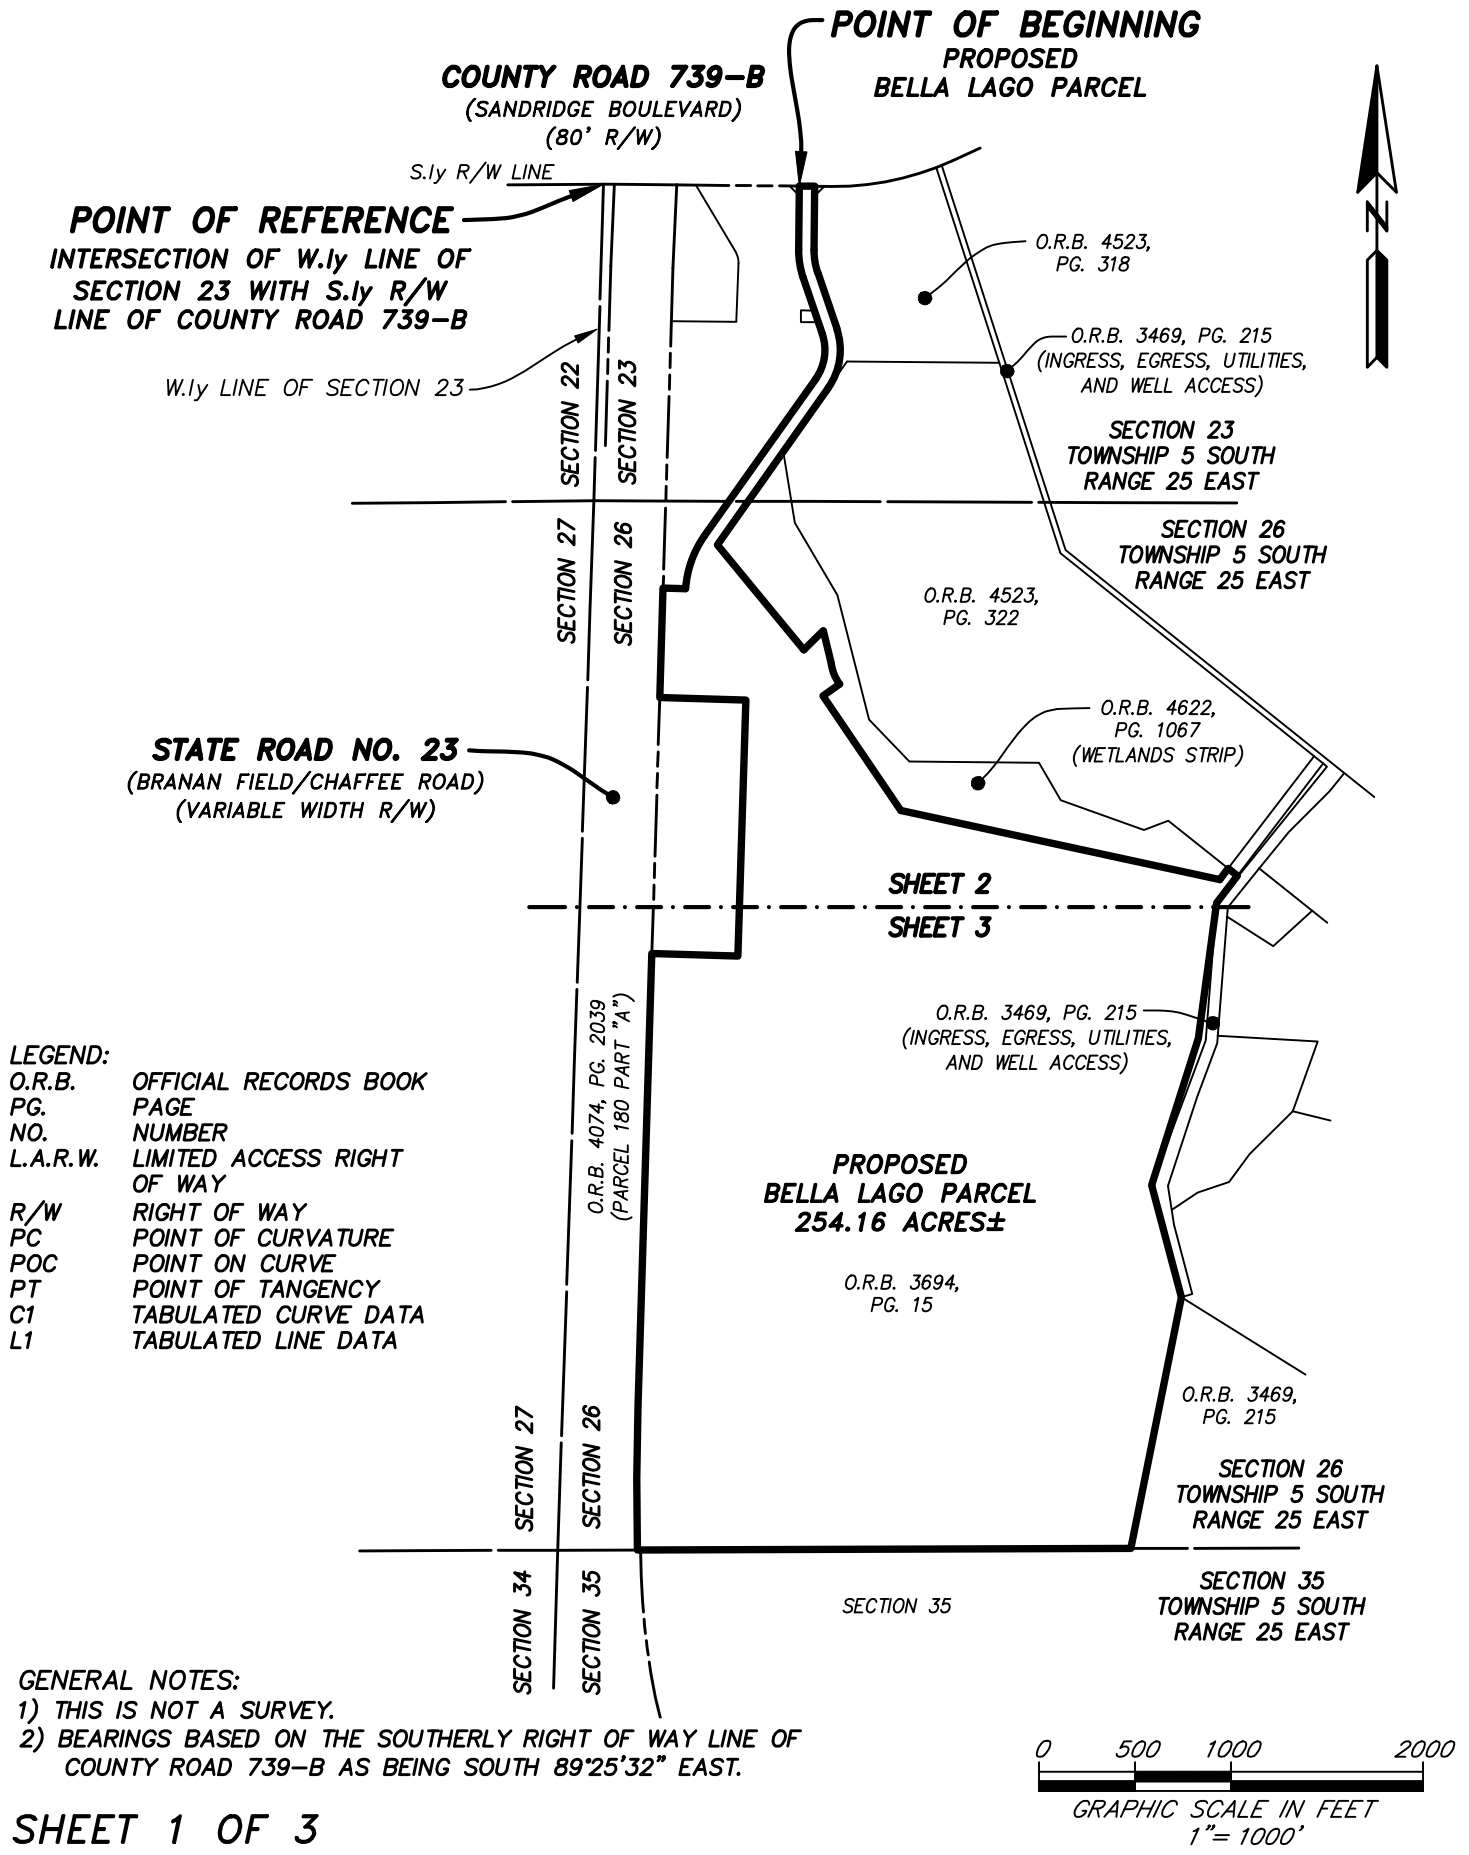 POINT OF BEGINNING
PROPOSED
BELLA LAGO PARCEL
COUNTY ROAD 739-B
(SANDRIDGE BOULEVARD)
(80' R/W)
S.ly R/W LINE
POINT OF REFERENCE
INTERSECTION OF W.ly LINE OF
SECTION 23 WITH S.ly R/W
LINE OF COUNTY ROAD 739-B
W.ly LINE OF SECTION 23
N
O.R.B. 4523,
PG. 318
O.R.B. 3469, PG. 215
(INGRESS, EGRESS, UTILITIES,
AND WELL ACCESS)
SECTION 22
SECTION 23
SECTION 23
TOWNSHIP 5 SOUTH
RANGE 25 EAST
SECTION 27
SECTION 26
SECTION 26
TOWNSHIP 5 SOUTH
RANGE 25 EAST
O.R.B. 4523,
PG. 322
O.R.B. 4622,
PG. 1067
(WETLANDS STRIP)
STATE ROAD NO. 23
(BRANAN FIELD/CHAFFEE ROAD)
(VARIABLE WIDTH R/W)
SHEET 2
SHEET 3
O.R.B. 4074, PG. 2039
(PARCEL 180 PART "A")
O.R.B. 3469, PG. 215
(INGRESS, EGRESS, UTILITIES,
AND WELL ACCESS)
LEGEND:
O.R.B. OFFICIAL RECORDS BOOK
PG. PAGE
NO. NUMBER
L.A.R.W. LIMITED ACCESS RIGHT
OF WAY
R/W RIGHT OF WAY
PC POINT OF CURVATURE
POC POINT ON CURVE
PT POINT OF TANGENCY
C1 TABULATED CURVE DATA
L1 TABULATED LINE DATA
PROPOSED
BELLA LAGO PARCEL
254.16 ACRES±
O.R.B. 3694,
PG. 15
O.R.B. 3469,
PG. 215
SECTION 27
SECTION 26
SECTION 26
TOWNSHIP 5 SOUTH
RANGE 25 EAST
SECTION 34
SECTION 35
SECTION 35
SECTION 35
TOWNSHIP 5 SOUTH
RANGE 25 EAST
GENERAL NOTES:
1) THIS IS NOT A SURVEY.
2) BEARINGS BASED ON THE SOUTHERLY RIGHT OF WAY LINE OF
COUNTY ROAD 739-B AS BEING SOUTH 89°25'32" EAST.
0 500 1000 2000
GRAPHIC SCALE IN FEET
1"= 1000'
SHEET 1 OF 3